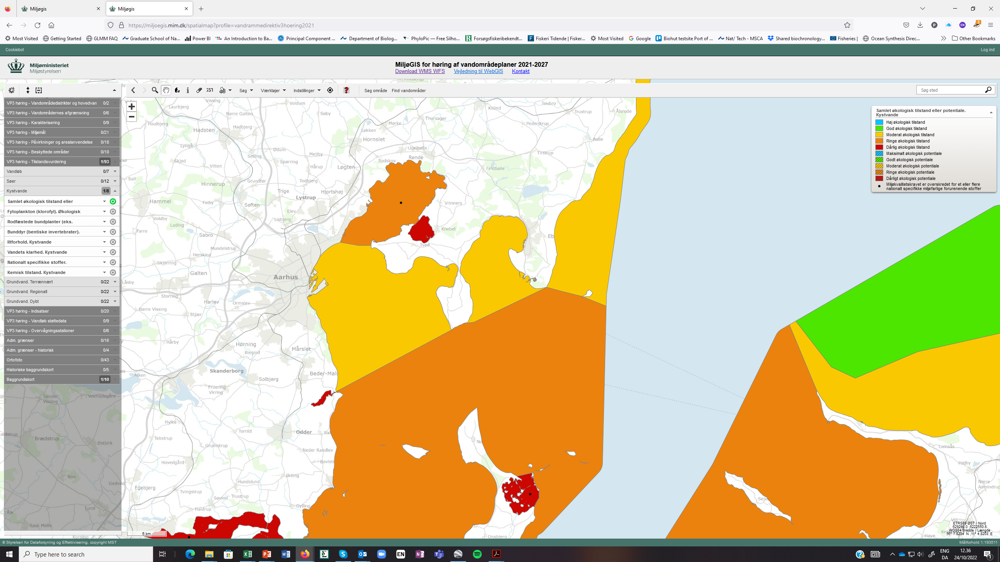 Miljøgis
Miljøgis
https://miljoegis.mim.dk/spatialmap?profile=vandrammedirektiv3hoering2021
Most Visited
Getting Started
GLMM FAQ
Graduate School of Na...
Power BI
An Introduction to Ba...
Principal Component ...
Department of Biolog...
PhyloPic — Free Silho...
Forsøgsfiskeribekendt...
Fiskeri Tidende | Fisker...
Most Visited
Google
Biohut testsite Port of ...
Nat/ Tech - MSCA
Shared biochronology...
Fisheries |
Ocean Synthesis Direc...
Other Bookmarks
Cookiebot
Log ind
Miljøministeriet
Miljøstyrelsen
MiljøGIS for høring af vandområdeplaner 2021-2027
Download WMS WFS Vejledning til WebGIS Kontakt
Søg Værktøjer Indstillinger Søg område Find vandområder
Søg sted
VP3 høring - Vandområdedistrikter og hovedvan 0/2
VP3 høring - Vandområdernes afgrænsning 0/6
VP3 høring - Karakterisering 0/9
VP3 høring - Miljømål 0/21
VP3 høring - Påvirkninger og arealanvendelse 0/18
VP3 høring - Beskyttede områder 0/10
VP3 høring - Tilstandsvurdering 1/93
Vandløb 0/7
Søer 0/12
Kystvande 1/8
Samlet økologisk tilstand eller
Fytoplankton (klorofyl). Økologisk
Rodfæstede bundplanter (eks.
Bunddyr (bentiske invertebrater).
Iltforhold. Kystvande
Vandets klarhed. Kystvande
Nationalt specifikke stoffer.
Kemisk tilstand. Kystvande
Grundvand. Terrænnært 0/22
Grundvand. Regionalt 0/22
Grundvand. Dybt 0/22
VP3 høring - Indsatser 0/20
VP3 høring - Vandløb støttedata 0/9
VP3 høring - Overvågningsstationer 0/6
Adm. grænser 0/16
Adm. grænser - historisk 0/4
Ortofoto 0/43
Historiske baggrundskort 0/5
Baggrundskort 1/10
Samlet økologisk tilstand eller potentiale.
Kystvande
Høj økologisk tilstand
God økologisk tilstand
Moderat økologisk tilstand
Ringe økologisk tilstand
Dårlig økologisk tilstand
Maksimalt økologisk potentiale
Godt økologisk potentiale
Moderat økologisk potentiale
Ringe økologisk potentiale
Dårligt økologisk potentiale
Miljøkvalitetskravet er overskredet for et eller flere
nationalt specifikke miljøfarlige forurenende stoffer
Laurbjerg
Vissing
Voldum
Nørre Galten
Søby
Houlbjerg
Hadsten
Hadbjerg
Løkken
Mørke
Thorsager
Kolind
Toubro
Trustrup
Ålsrode
Pederstrup
Balle
Hornslet
Lyngå
Ødum
Mejlby
Ugelbølle
Rønde
Rodskov
Tirstrup
Selling
Skjød
Spørring
Hårup
Løgten
Vitten
Feldballe
Sall
Grundfør
Todbjerg
Hinnerup
Trige
Hjortshøj
Lystrup
Hammel
Folby
Søften
Elev
Vrinners
Voldby
Lisbjerg
Lading
Knebel
Farre
Sabro
Eb
Tved
Mundelstrup
Herskind
Skjørring
Galten
Aarhus
Låsby
Storring
Harlev
Ormslev
Nørre Vissing
Stjær
Hørning
Hårby
Mårslet
Blegind
Skanderborg
Beder-Mall
Alken
Solbjerg
Fruering
Virring
Sønder
Vissing
Voerladegård
Hylke
Torrild
Odder
Brædstrup
Tebstrup
Østbirk
Grumstrup
Neder Randlev
Hovedgård
Bovlstr
Nim
Ørting
Gedved
Egebjerg
Hundslund
Tvingstrup
Søvind
Trustrup
Gylling
Haldrup
Lund
Åle
Rask Mølle
Korning
Onsbjerg
Seje
Lumsås
Højby
Nørre
Asmindrup
5 km
ETRS89 ØST / Nord
629298.0 ,6222550.5
WGS84 Bredde / Længde
56° 7.8284' N ,11° 4.8203' E
© Styrelsen for Dataforsyning og Effektivisering, copyright MST
Målforhold 1:193511
Type here to search
ENG
DA
12.36
24/10/2022